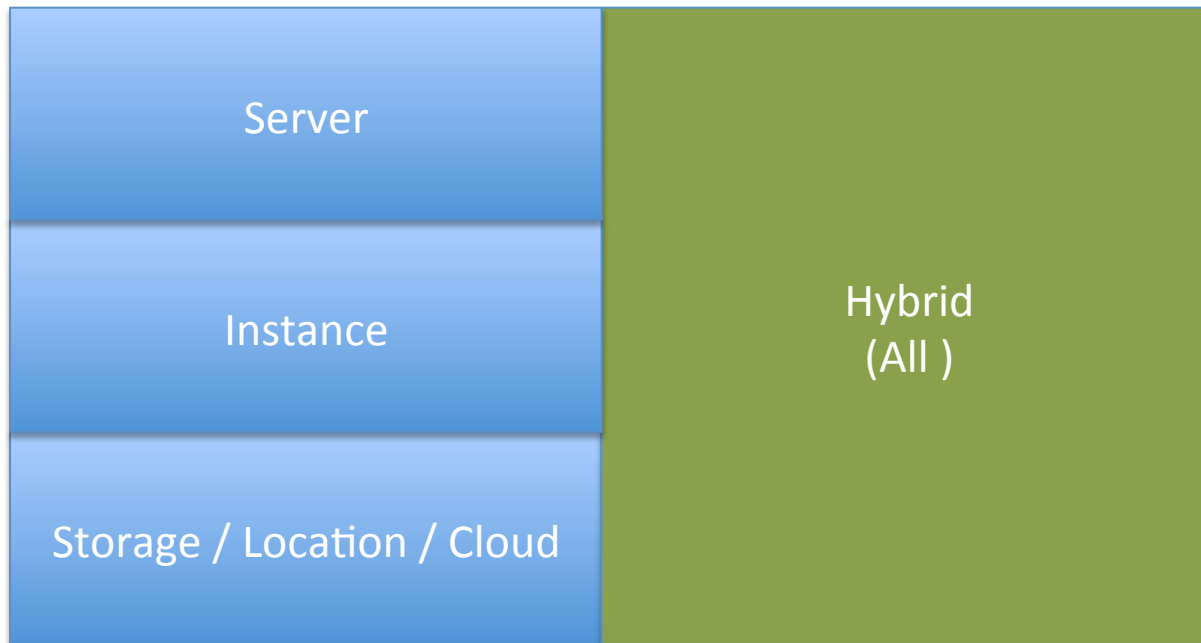 Server
Instance
Storage / Location / Cloud
Hybrid
(All )